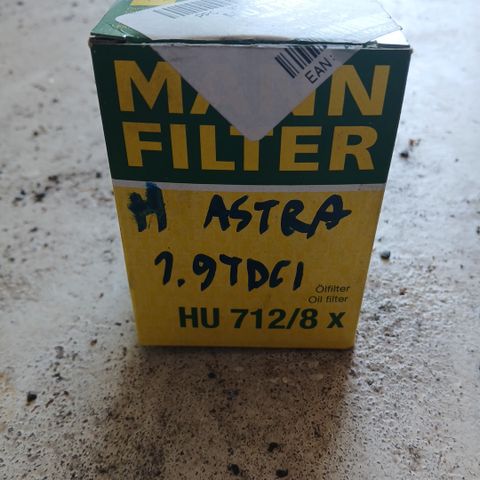 EAN:
MANN
FILTER
H ASTRA
1.9TDCI
Ölfilter
Oil filter
HU 712/8 x